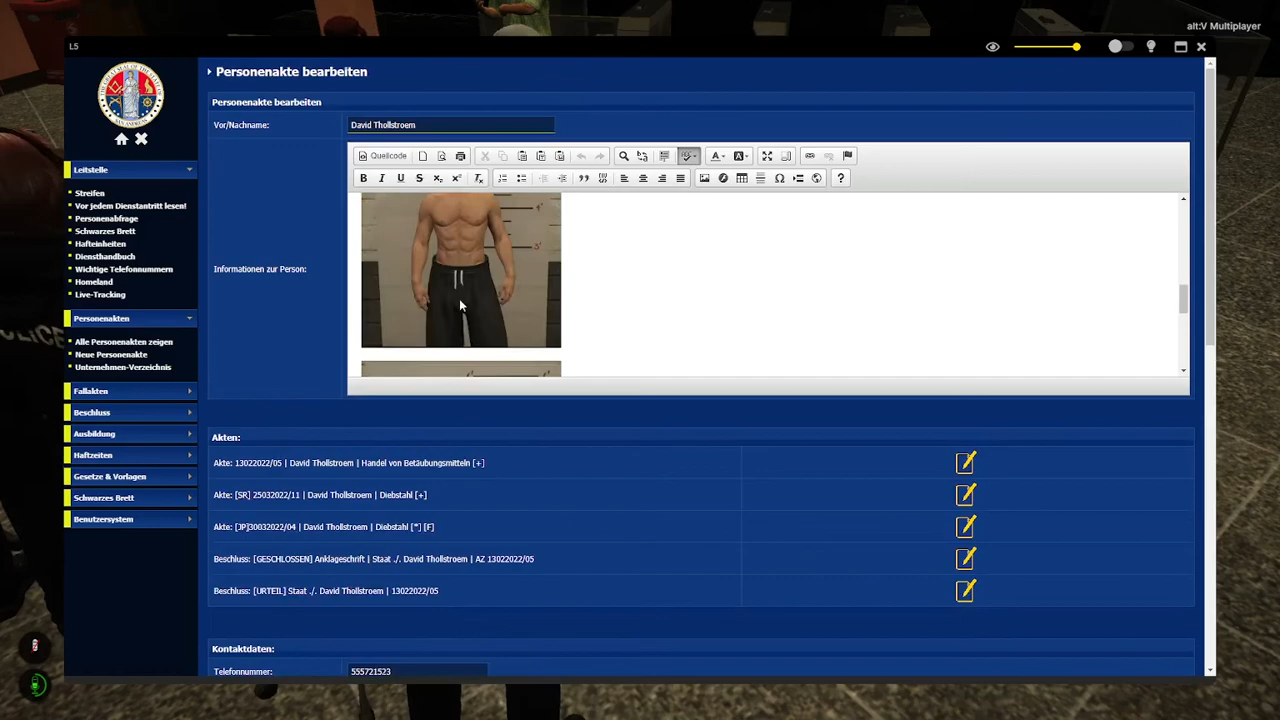 alt:V Multiplayer
L5
Personenakte bearbeiten
Personenakte bearbeiten
Vor/Nachname:
David Thollstroem
Quellcode
Informationen zur Person:
SAN ANDREAS
Leitstelle
Streifen
Vor jedem Dienstantritt lesen!
Personenabfrage
Schwarzes Brett
Hafteinheiten
Diensthandbuch
Wichtige Telefonnummern
Homeland
Live-Tracking
Personenakten
Alle Personenakten zeigen
Neue Personenakte
Unternehmen-Verzeichnis
Fallakten
Beschluss
Ausbildung
Haftzeiten
Gesetze & Vorlagen
Schwarzes Brett
Benutzersystem
Akten:
Akte: 13022022/05 | David Thollstroem | Handel von Betäubungsmitteln [+]
Akte: [SR] 25032022/11 | David Thollstroem | Diebstahl [+]
Akte: [JP]30032022/04 | David Thollstroem | Diebstahl [*] [F]
Beschluss: [GESCHLOSSEN] Anklageschrift | Staat ./. David Thollstroem | AZ 13022022/05
Beschluss: [URTEIL] Staat ./. David Thollstroem | 13022022/05
Kontaktdaten:
Telefonnummer:
555721523